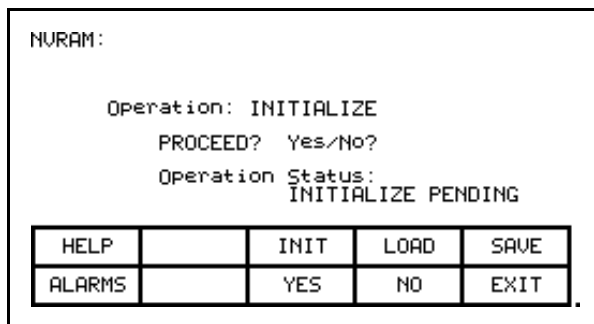 NVRAM:
Operation: INITIALIZE
PROCEED? Yes/No?
Operation Status:
INITIALIZE PENDING
HELP INIT LOAD SAVE
ALARMS YES NO EXIT
.